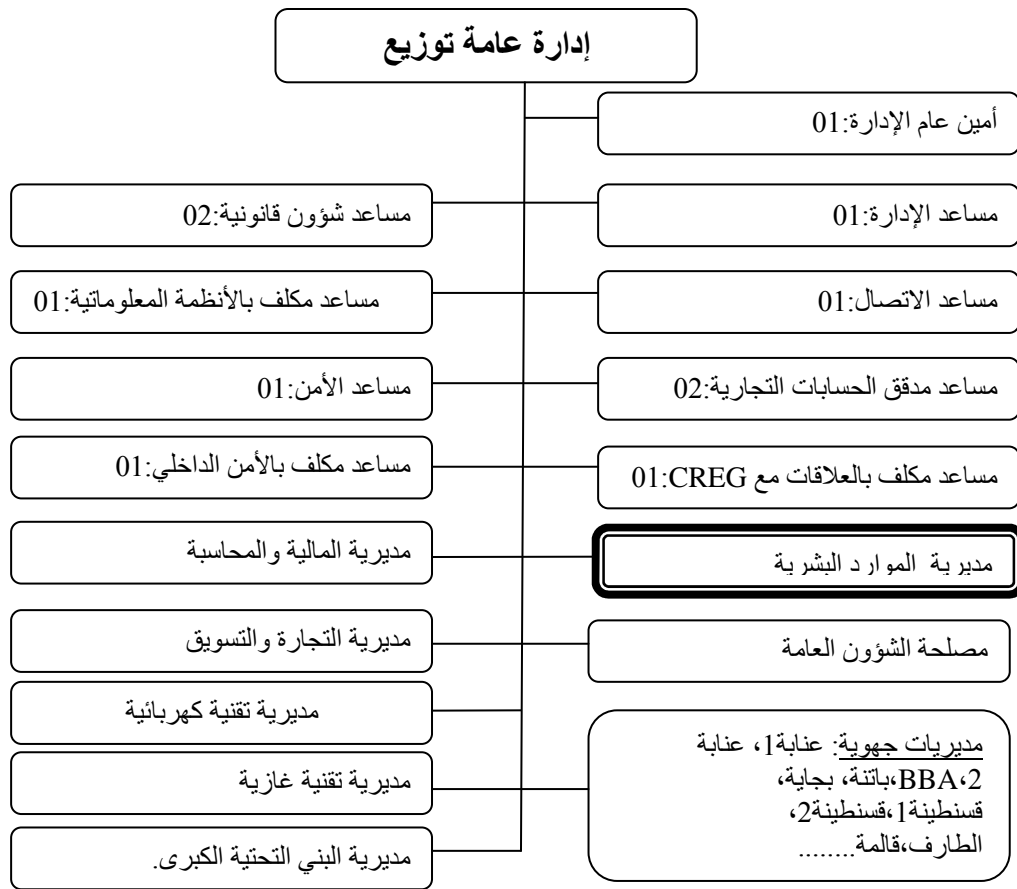 إدارة عامة توزيع
أمين عام الإدارة:01
مساعد الإدارة:01
مساعد شؤون قانونية:02
مساعد الاتصال:01
مساعد مكلف بالأنظمة المعلوماتية:01
مساعد مدقق الحسابات التجارية:02
مساعد الأمن:01
مساعد مكلف بالعلاقات مع CREG:01
مساعد مكلف بالأمن الداخلي:01
مديرية الموارد البشرية
مديرية المالية والمحاسبة
مصلحة الشؤون العامة
مديرية التجارة والتسويق
مديرية تقنية كهربائية
مديريات جهوية: عنابة1، عنابة
2،BBA،باتنة، بجاية،
قسنطينة1،قسنطينة2،
الطارف،قالمة........
مديرية تقنية غازية
مديرية البني التحتية الكبرى.